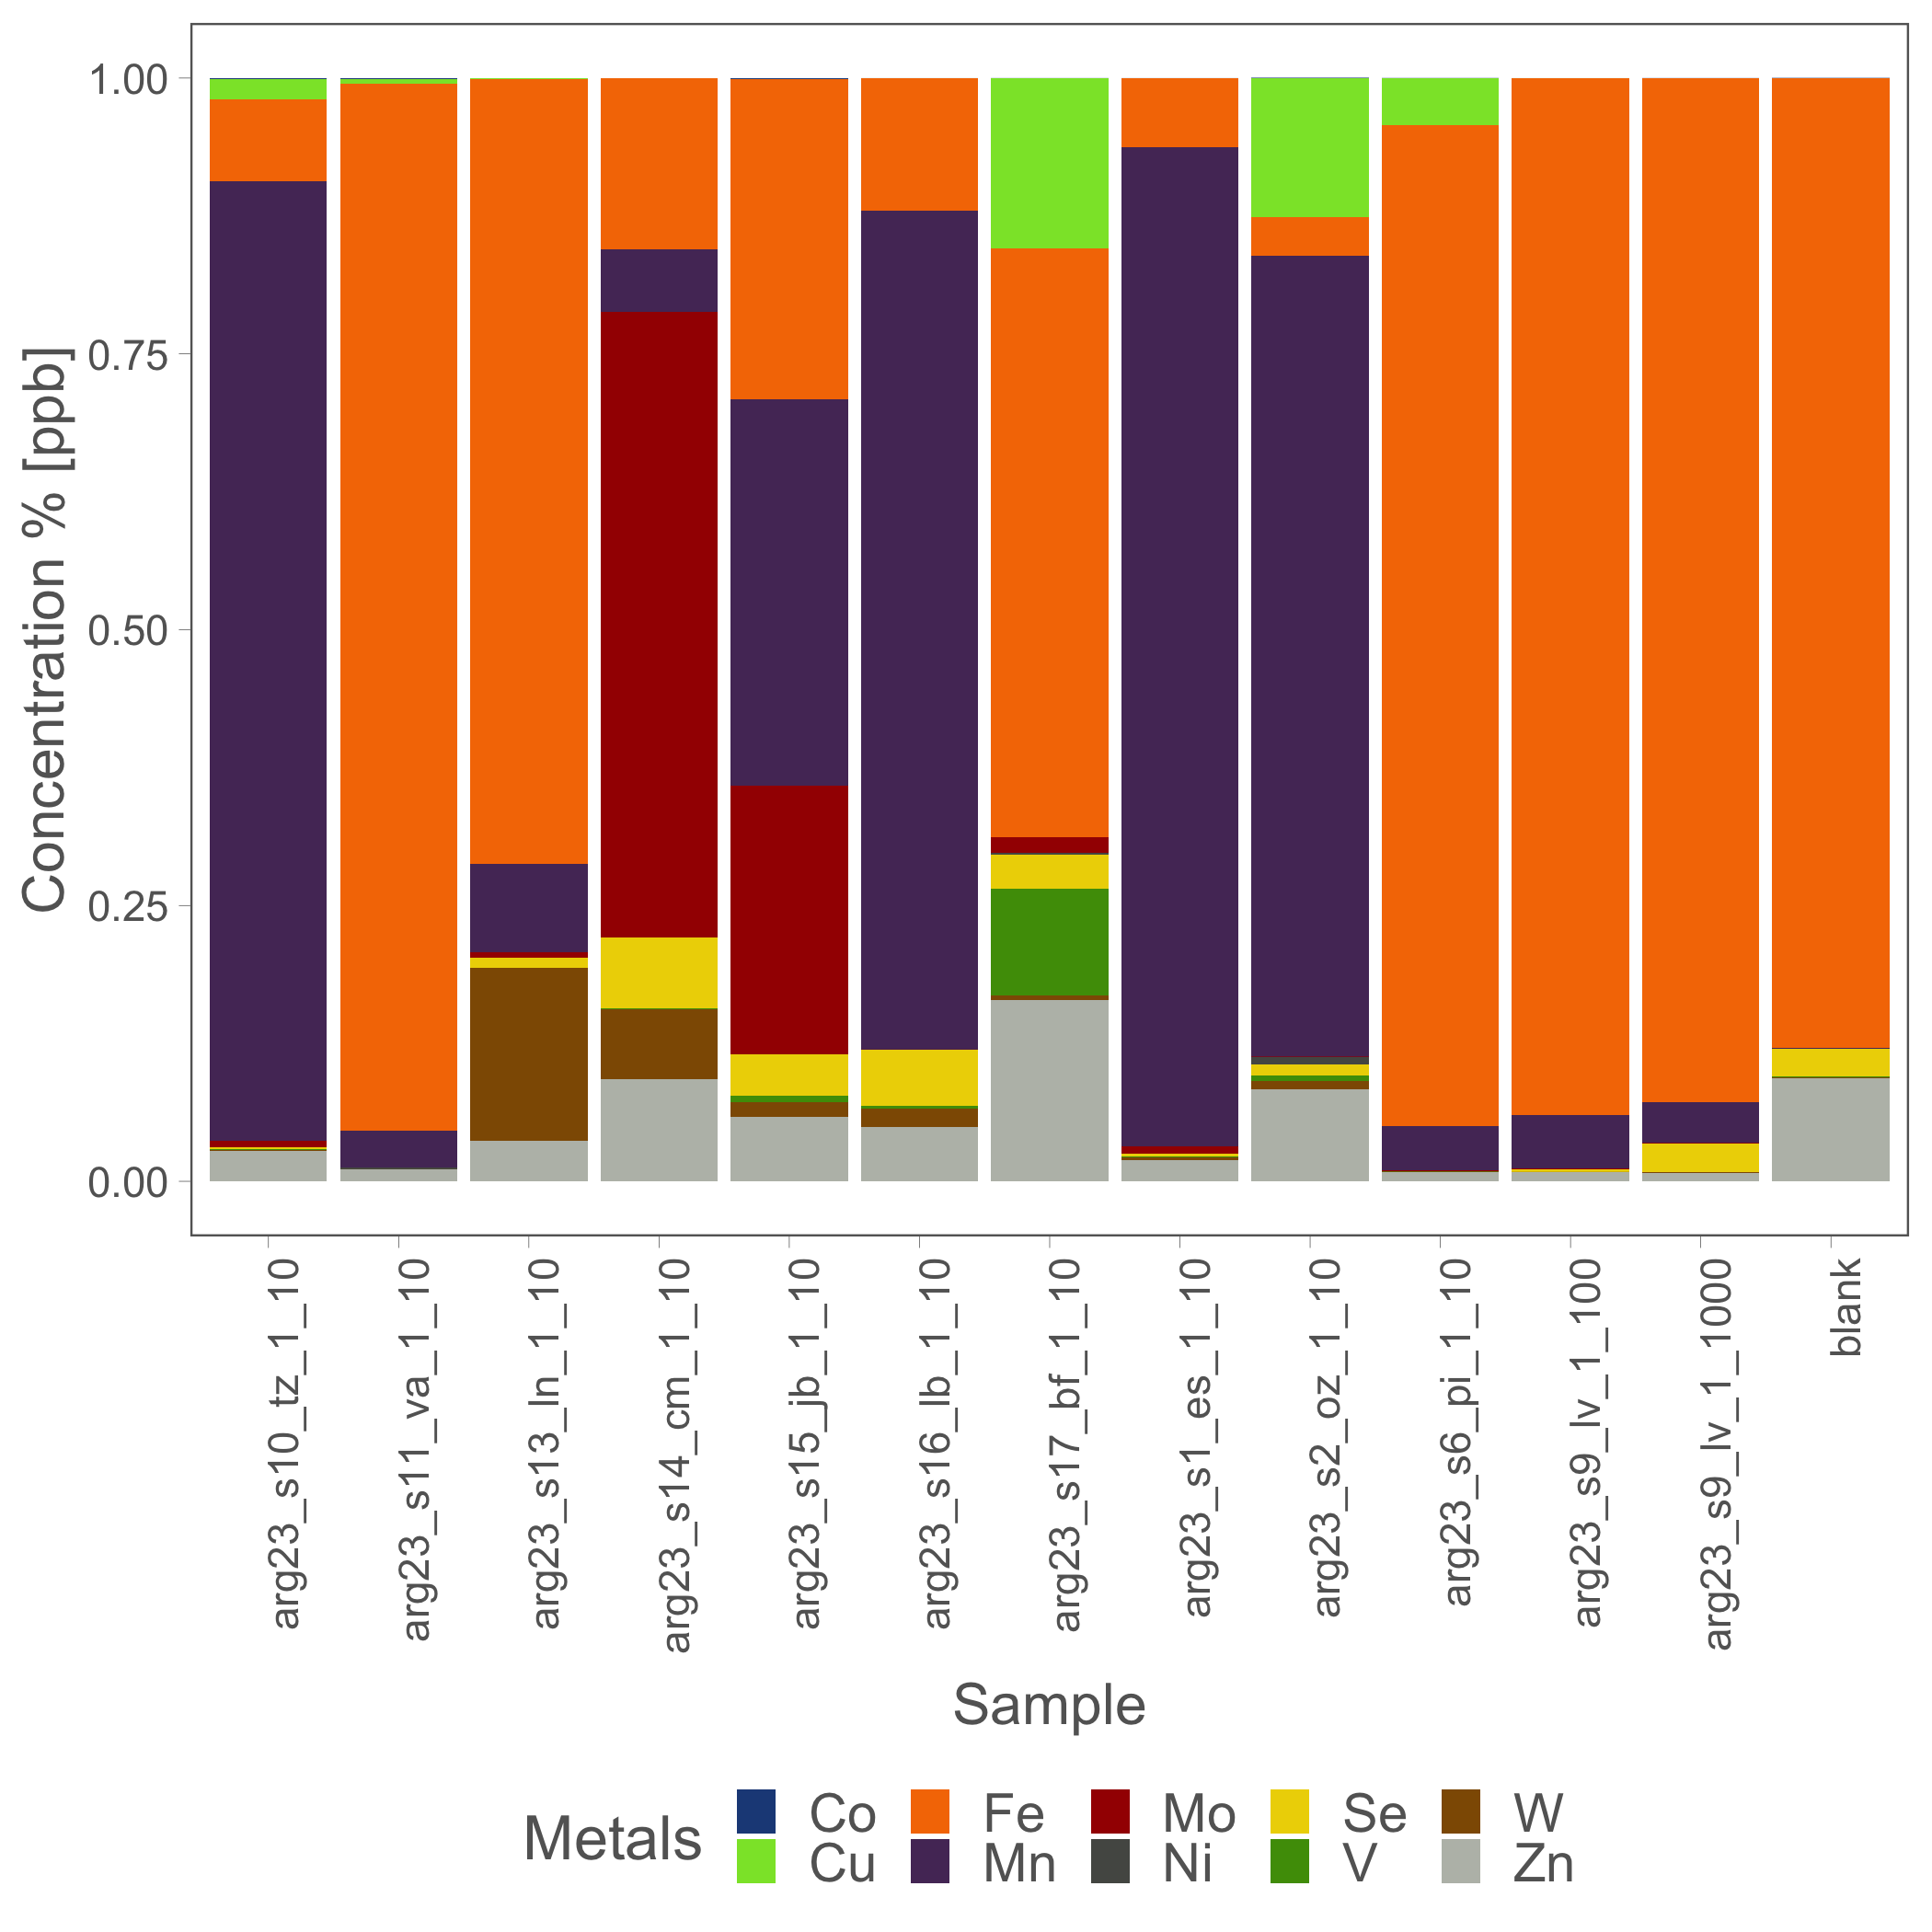 Concentration % [ppb]
1.00
0.75
0.50
0.25
0.00
arg23_s10_tz_1_10
arg23_s11_va_1_10
arg23_s13_ln_1_10
arg23_s14_cm_1_10
arg23_s15_jb_1_10
arg23_s16_lb_1_10
arg23_s17_bf_1_10
arg23_s1_es_1_10
arg23_s2_oz_1_10
arg23_s6_pi_1_10
arg23_s9_lv_1_100
arg23_s9_lv_1_1000
blank
Sample
Metals
Co Fe Mo Se W
Cu Mn Ni V Zn